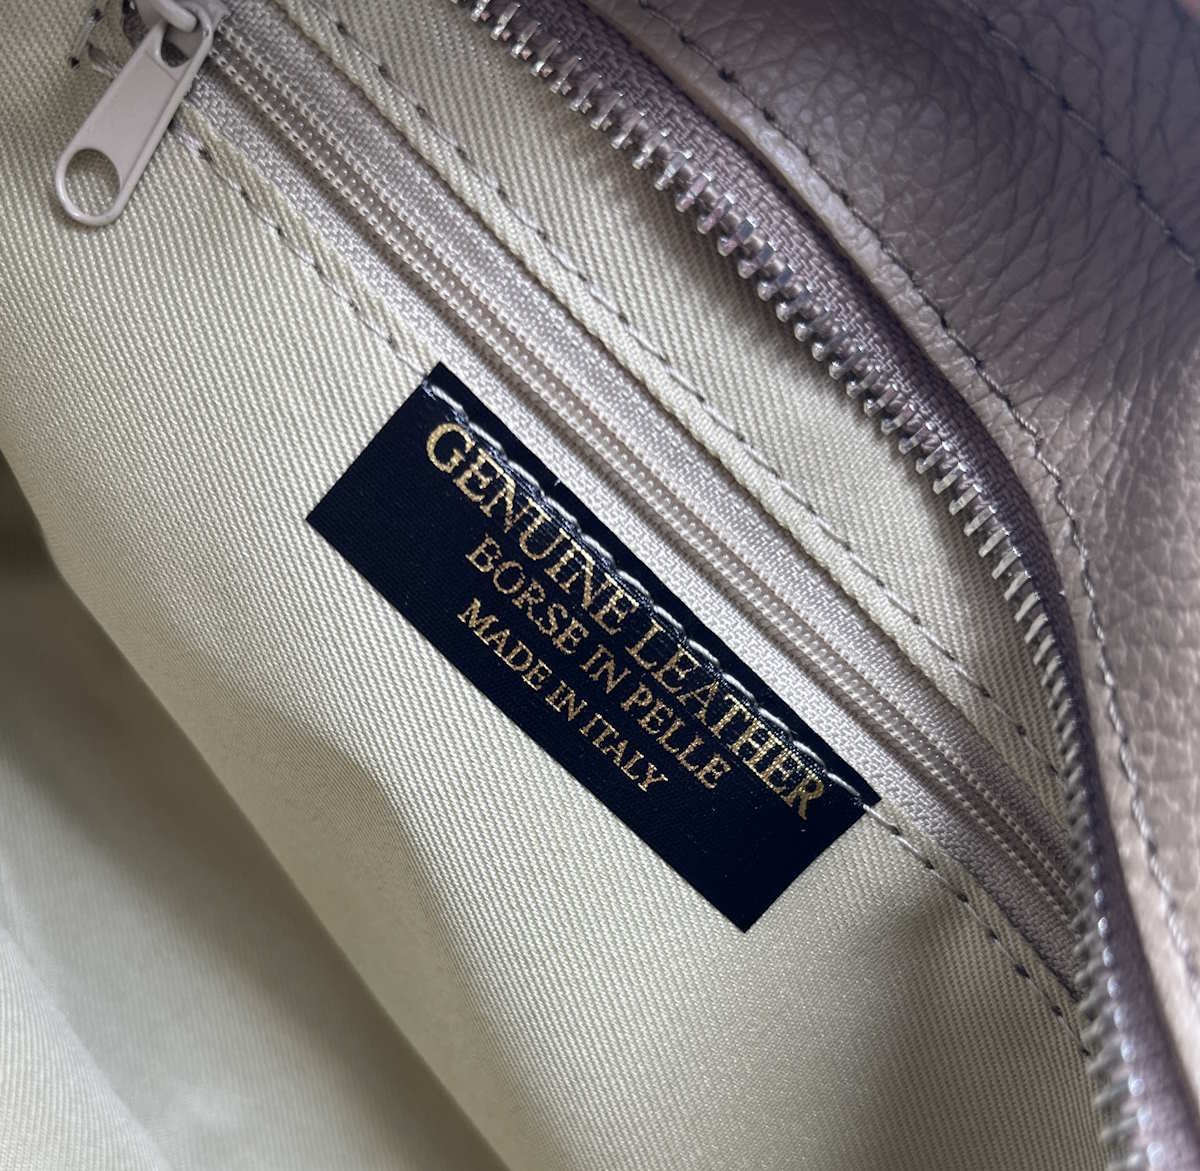 GENUINE LEATHER
BORSE IN PELLE
MADE IN ITALY